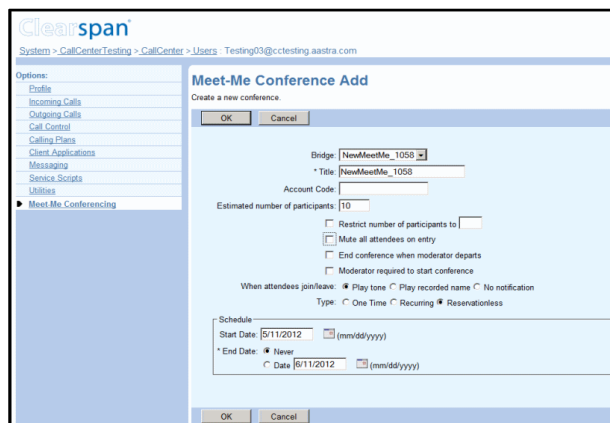 Clearspan®
System > CallCenterTesting > CallCenter > Users : Testing03@cctesting.aastra.com
Options:
Profile
Incoming Calls
Outgoing Calls
Call Control
Calling Plans
Client Applications
Messaging
Service Scripts
Utilities
Meet-Me Conferencing
Meet-Me Conference Add
Create a new conference.
OK Cancel
Bridge: NewMeetMe_1058
* Title: NewMeetMe_1058
Account Code:
Estimated number of participants: 10
Restrict number of participants to
Mute all attendees on entry
End conference when moderator departs
Moderator required to start conference
When attendees join/leave: Play tone Play recorded name No notification
Type: One Time Recurring Reservationless
Schedule
Start Date: 5/11/2012 (mm/dd/yyyy)
* End Date: Never
Date 6/11/2012 (mm/dd/yyyy)
OK Cancel